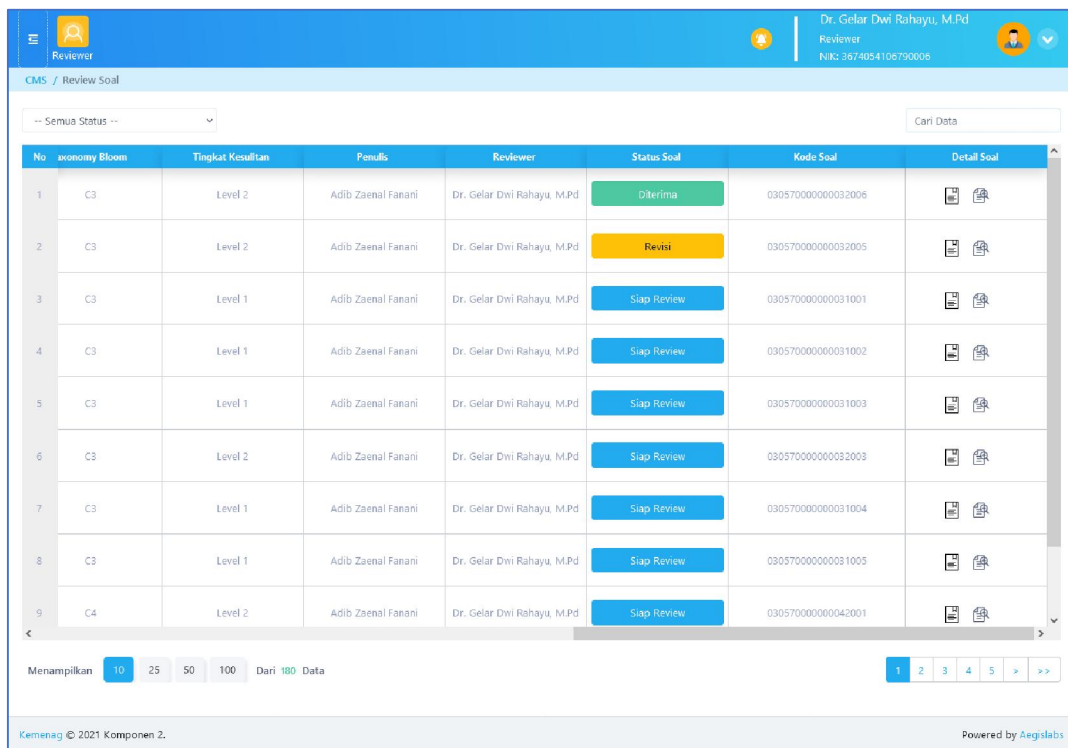 Dr. Gelar Dwi Rahayu, M.Pd
Reviewer
Reviewer
NIK: 3674054106790006
CMS / Review Soal
-- Semua Status --
Cari Data
No axonomy Bloom Tingkat Kesulitan Penulis Reviewer Status Soal Kode Soal Detail Soal
1 C3 Level 2 Adib Zaenal Fanani Dr. Gelar Dwi Rahayu, M.Pd Diterima 030570000000032006
2 C3 Level 2 Adib Zaenal Fanani Dr. Gelar Dwi Rahayu, M.Pd Revisi 030570000000032005
3 C3 Level 1 Adib Zaenal Fanani Dr. Gelar Dwi Rahayu, M.Pd Siap Review 030570000000031001
4 C3 Level 1 Adib Zaenal Fanani Dr. Gelar Dwi Rahayu, M.Pd Siap Review 030570000000031002
5 C3 Level 1 Adib Zaenal Fanani Dr. Gelar Dwi Rahayu, M.Pd Siap Review 030570000000031003
6 C3 Level 2 Adib Zaenal Fanani Dr. Gelar Dwi Rahayu, M.Pd Siap Review 030570000000032003
7 C3 Level 1 Adib Zaenal Fanani Dr. Gelar Dwi Rahayu, M.Pd Siap Review 030570000000031004
8 C3 Level 1 Adib Zaenal Fanani Dr. Gelar Dwi Rahayu, M.Pd Siap Review 030570000000031005
9 C4 Level 2 Adib Zaenal Fanani Dr. Gelar Dwi Rahayu, M.Pd Siap Review 030570000000042001
Menampilkan 10 25 50 100 Dari 180 Data
1 2 3 4 5 > >>
Kemenag © 2021 Komponen 2.
Powered by Aegislabs